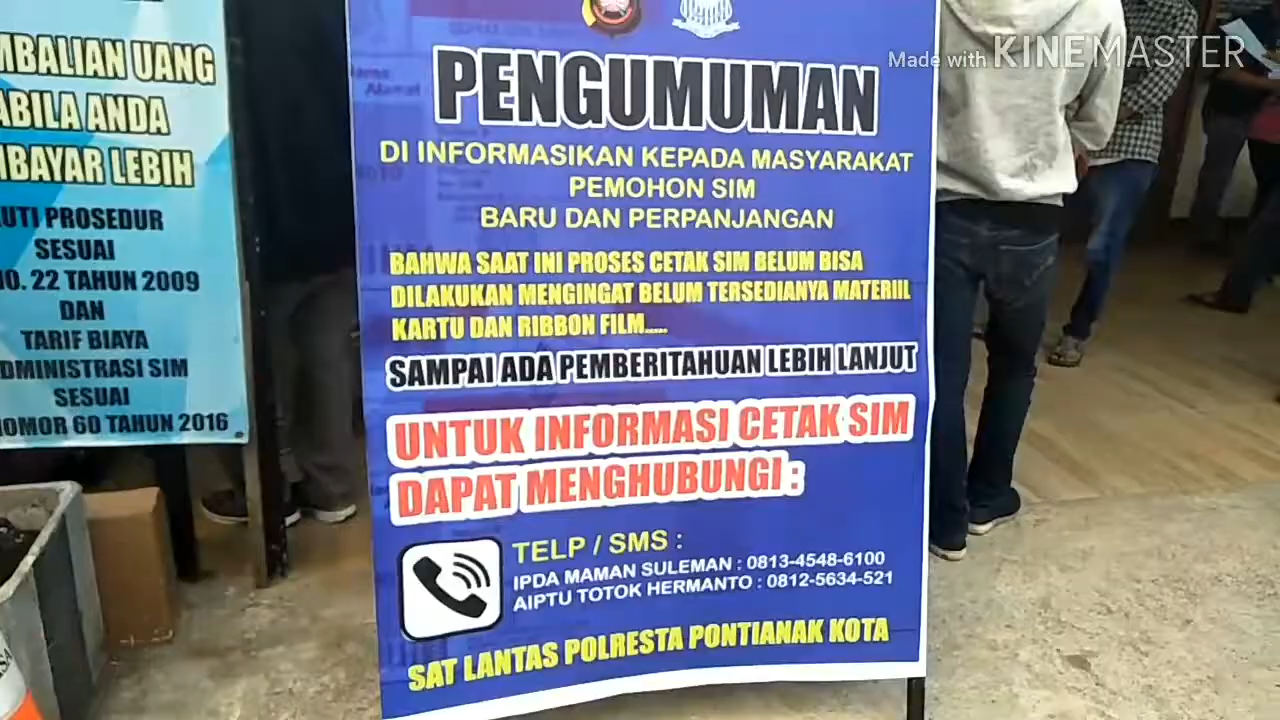 MBALIAN UANG
ABILA ANDA
MBAYAR LEBIH
UTI PROSEDUR
SESUAI
NO. 22 TAHUN 2009
DAN
TARIF BIAYA
DMINISTRASI SIM
SESUAI
NOMOR 60 TAHUN 2016
PENGUMUMAN
DI INFORMASIKAN KEPADA MASYARAKAT
PEMOHON SIM
BARU DAN PERPANJANGAN
BAHWA SAAT INI PROSES CETAK SIM BELUM BISA
DILAKUKAN MENGINGAT BELUM TERSEDIANYA MATERIIL
KARTU DAN RIBBON FILM.....
SAMPAI ADA PEMBERITAHUAN LEBIH LANJUT
UNTUK INFORMASI CETAK SIM
DAPAT MENGHUBUNGI :
TELP / SMS :
IPDA MAMAN SULEMAN : 0813-4548-6100
AIPTU TOTOK HERMANTO : 0812-5634-521
SAT LANTAS POLRESTA PONTIANAK KOTA
Made with KINEMASTER